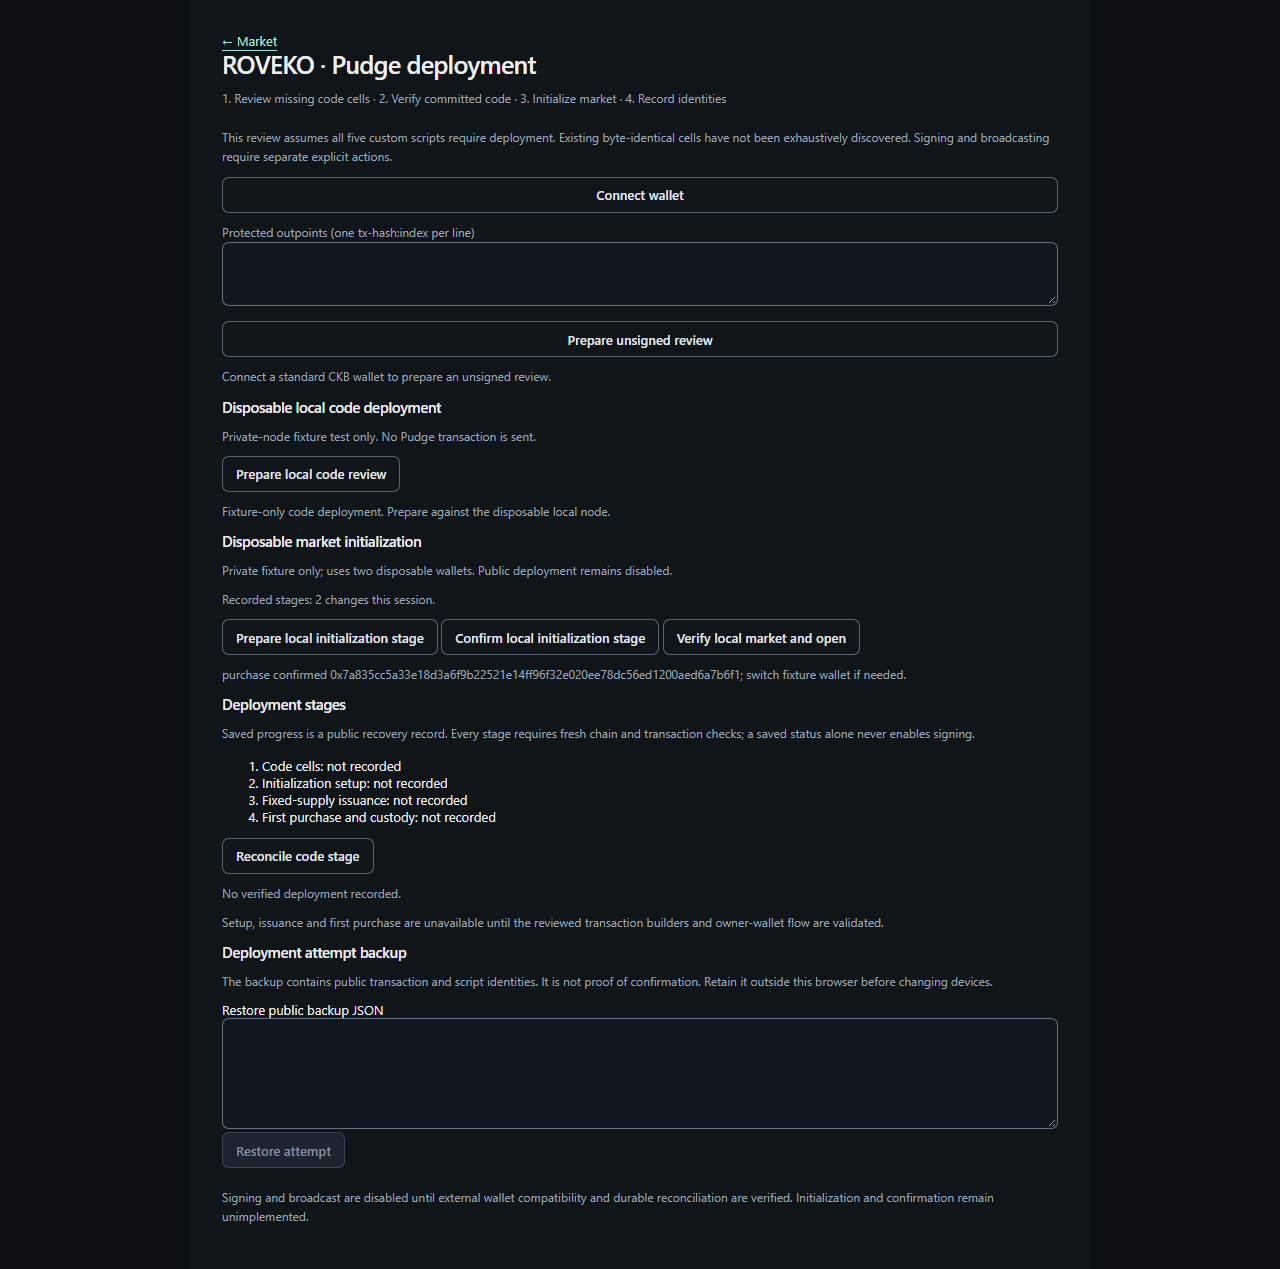 ← Market
ROVEKO · Pudge deployment
1. Review missing code cells · 2. Verify committed code · 3. Initialize market · 4. Record identities
This review assumes all five custom scripts require deployment. Existing byte-identical cells have not been exhaustively discovered. Signing and broadcasting
require separate explicit actions.
Connect wallet
Protected outpoints (one tx-hash:index per line)
Prepare unsigned review
Connect a standard CKB wallet to prepare an unsigned review.
Disposable local code deployment
Private-node fixture test only. No Pudge transaction is sent.
Prepare local code review
Fixture-only code deployment. Prepare against the disposable local node.
Disposable market initialization
Private fixture only; uses two disposable wallets. Public deployment remains disabled.
Recorded stages: 2 changes this session.
Prepare local initialization stage
Confirm local initialization stage
Verify local market and open
purchase confirmed 0x7a835cc5a33e18d3a6f9b22521e14ff96f32e020ee78dc56ed1200aed6a7b6f1; switch fixture wallet if needed.
Deployment stages
Saved progress is a public recovery record. Every stage requires fresh chain and transaction checks; a saved status alone never enables signing.
1. Code cells: not recorded
2. Initialization setup: not recorded
3. Fixed-supply issuance: not recorded
4. First purchase and custody: not recorded
Reconcile code stage
No verified deployment recorded.
Setup, issuance and first purchase are unavailable until the reviewed transaction builders and owner-wallet flow are validated.
Deployment attempt backup
The backup contains public transaction and script identities. It is not proof of confirmation. Retain it outside this browser before changing devices.
Restore public backup JSON
Restore attempt
Signing and broadcast are disabled until external wallet compatibility and durable reconciliation are verified. Initialization and confirmation remain
unimplemented.